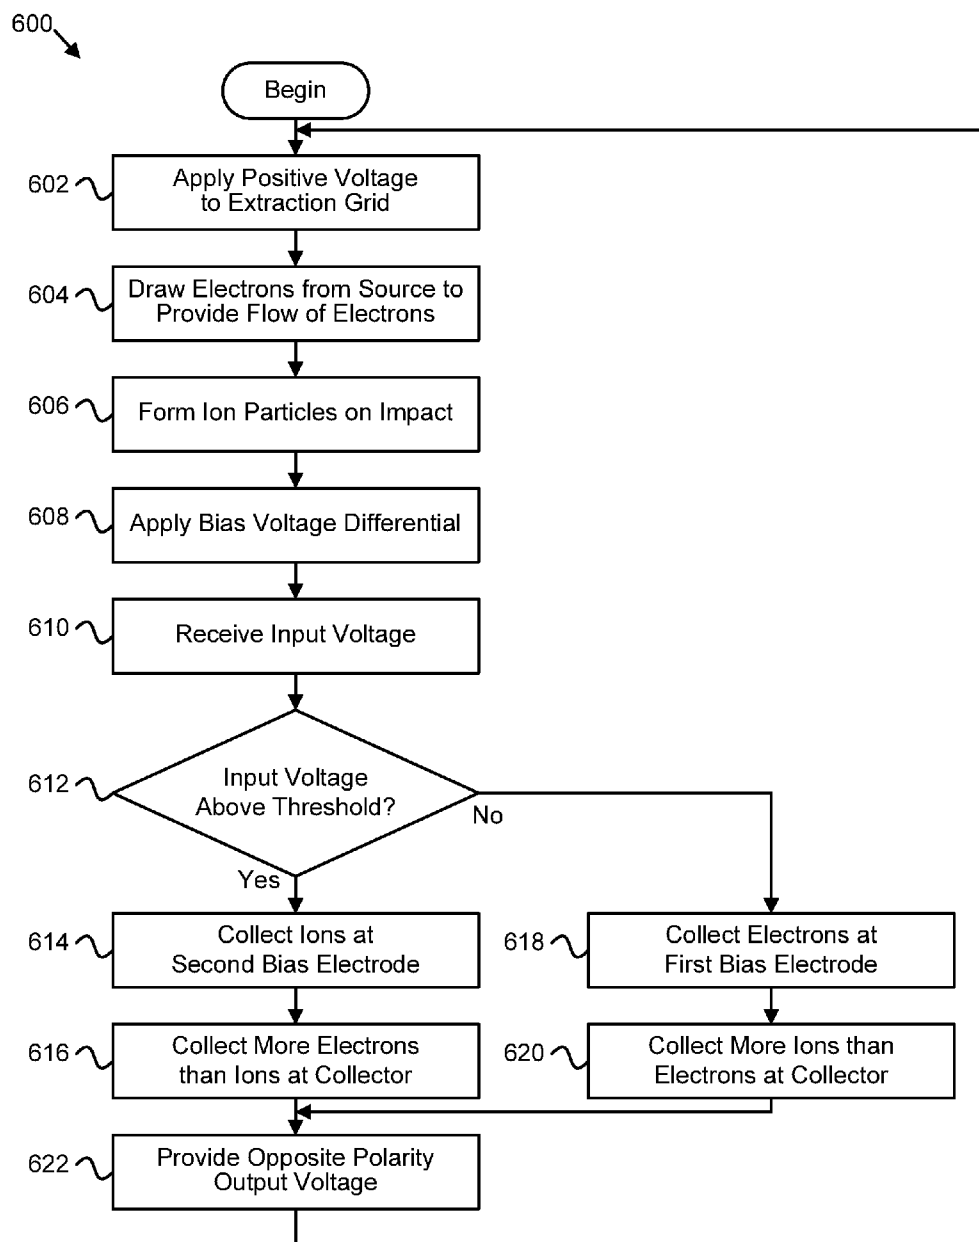 600
Begin
602
Apply Positive Voltage
to Extraction Grid
604
Draw Electrons from Source to
Provide Flow of Electrons
606
Form Ion Particles on Impact
608
Apply Bias Voltage Differential
610
Receive Input Voltage
612
Input Voltage
Above Threshold?
No
Yes
614
Collect Ions at
Second Bias Electrode
618
Collect Electrons at
First Bias Electrode
616
Collect More Electrons
than Ions at Collector
620
Collect More Ions than
Electrons at Collector
622
Provide Opposite Polarity
Output Voltage